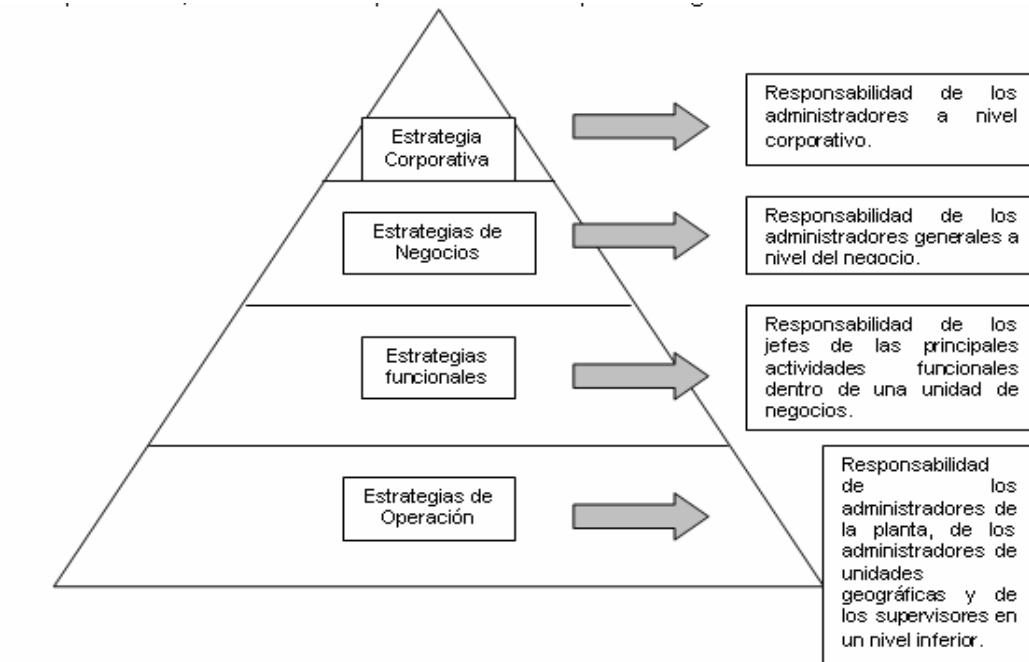 Estrategia
Corporativa
Responsabilidad de los
administradores a nivel
corporativo.
Estrategias de
Negocios
Responsabilidad de los
administradores generales a
nivel del negocio.
Estrategias
funcionales
Responsabilidad de los
jefes de las principales
actividades funcionales
dentro de una unidad de
negocios.
Estrategias de
Operación
Responsabilidad
de los
administradores de
la planta, de los
administradores de
unidades
geográficas y de
los supervisores en
un nivel inferior.